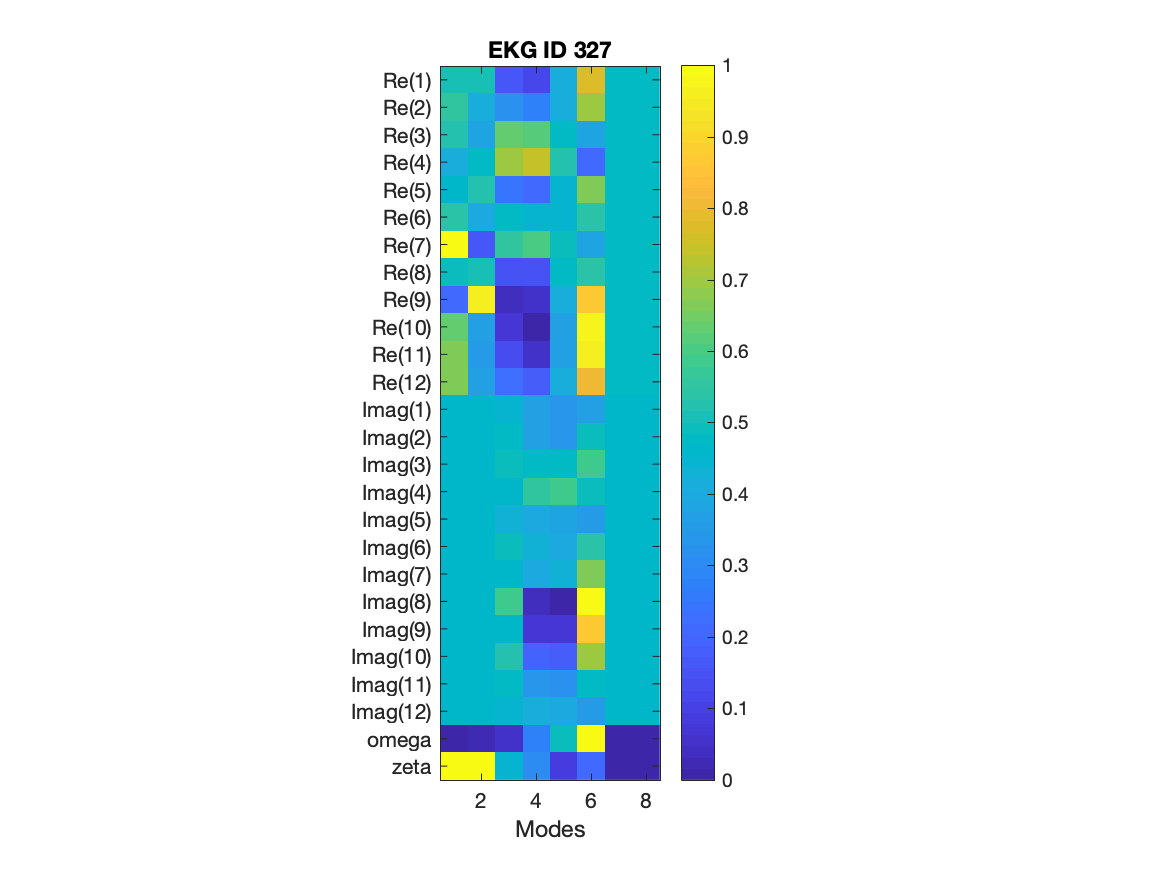 EKG ID 327
Re(1)
Re(2)
Re(3)
Re(4)
Re(5)
Re(6)
Re(7)
Re(8)
Re(9)
Re(10)
Re(11)
Re(12)
Imag(1)
Imag(2)
Imag(3)
Imag(4)
Imag(5)
Imag(6)
Imag(7)
Imag(8)
Imag(9)
Imag(10)
Imag(11)
Imag(12)
omega
zeta
2 4 6 8
Modes
1
0.9
0.8
0.7
0.6
0.5
0.4
0.3
0.2
0.1
0